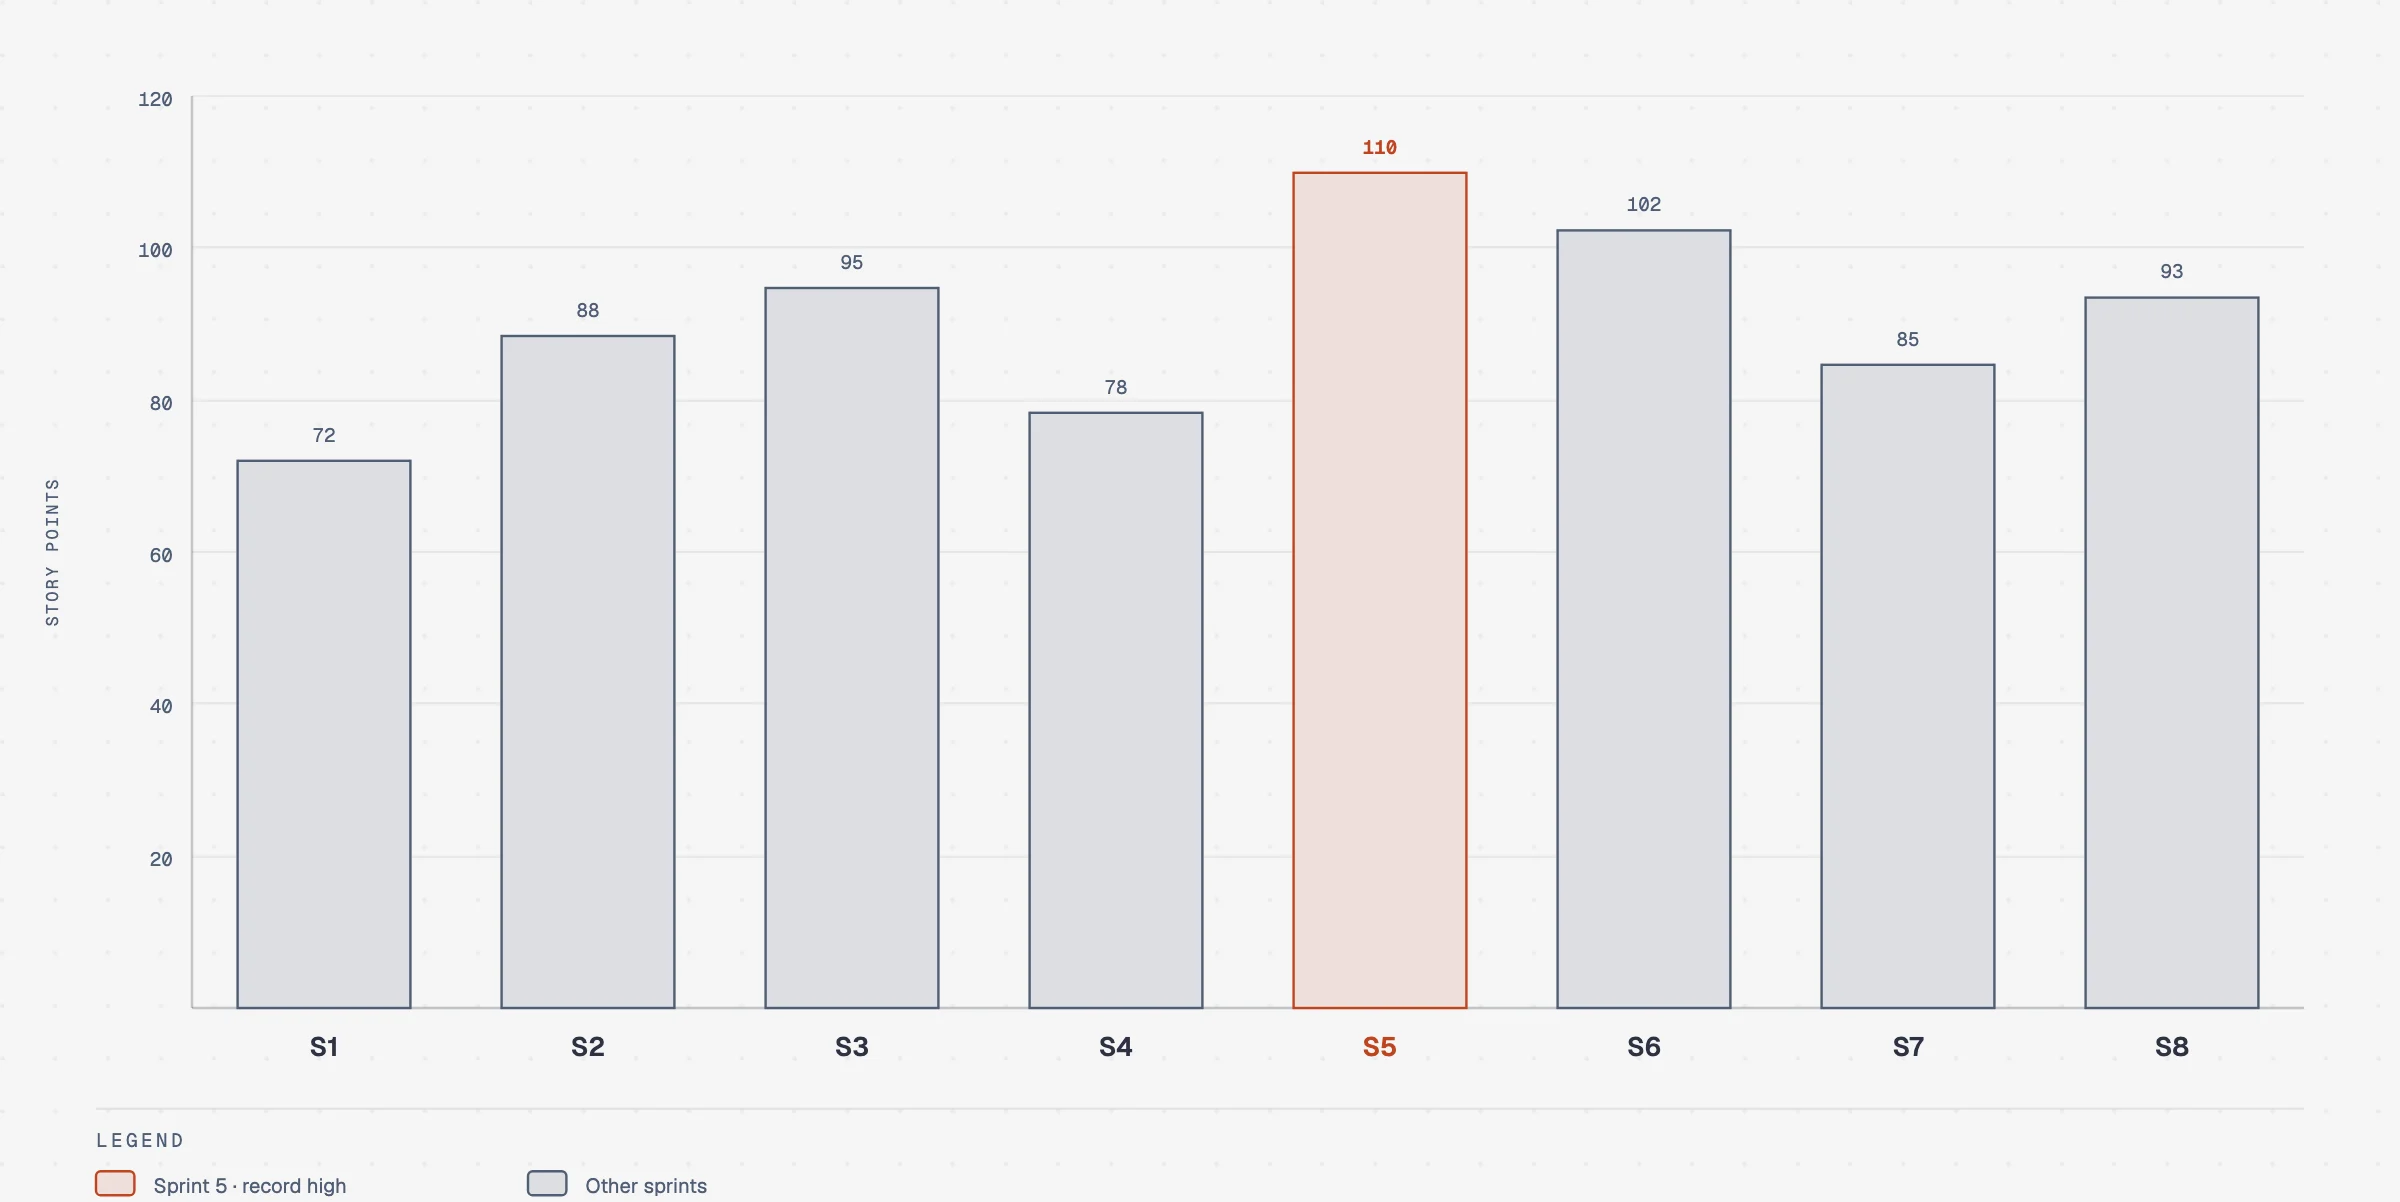 120
100
80
60
40
20
STORY POINTS
72
88
95
78
110
102
85
93
S1
S2
S3
S4
S5
S6
S7
S8
LEGEND
Sprint 5 · record high
Other sprints